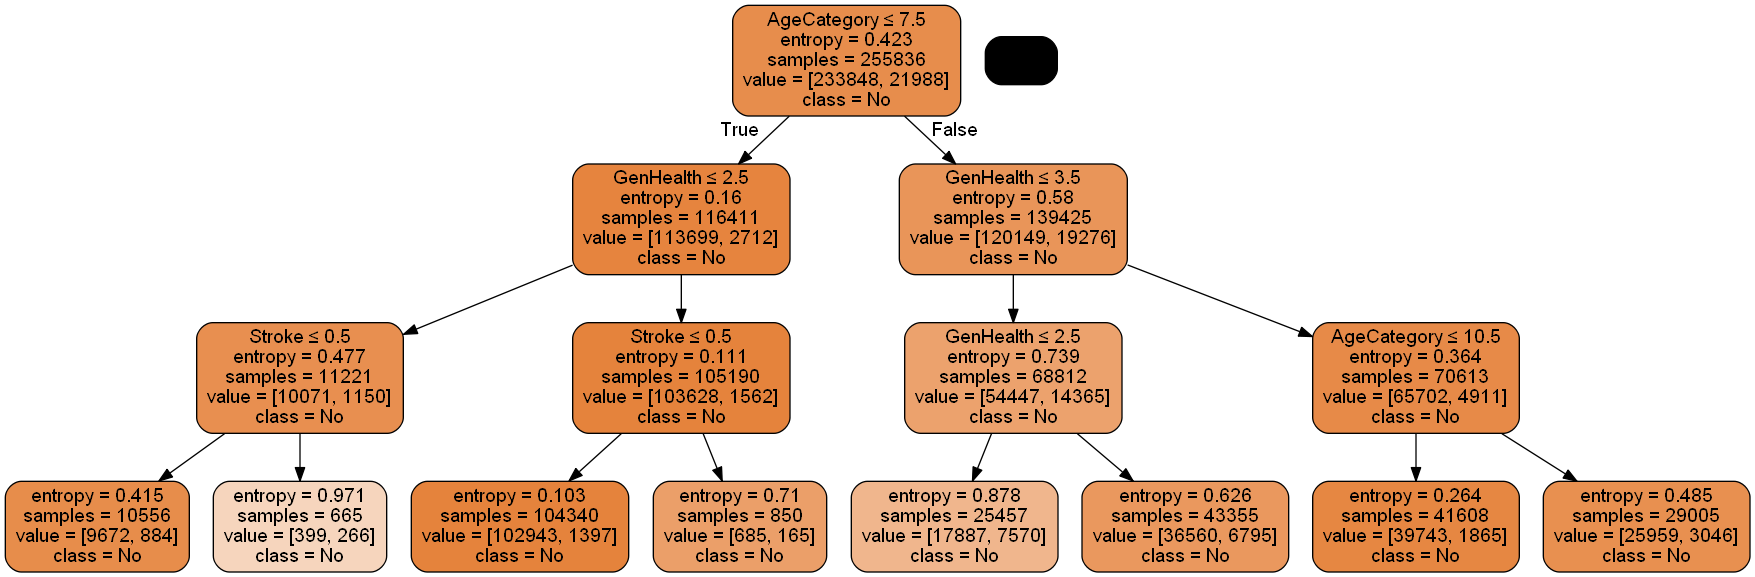 AgeCategory ≤ 7.5
entropy = 0.423
samples = 255836
value = [233848, 21988]
class = No
True
False
GenHealth ≤ 2.5
entropy = 0.16
samples = 116411
value = [113699, 2712]
class = No
GenHealth ≤ 3.5
entropy = 0.58
samples = 139425
value = [120149, 19276]
class = No
Stroke ≤ 0.5
entropy = 0.477
samples = 11221
value = [10071, 1150]
class = No
Stroke ≤ 0.5
entropy = 0.111
samples = 105190
value = [103628, 1562]
class = No
GenHealth ≤ 2.5
entropy = 0.739
samples = 68812
value = [54447, 14365]
class = No
AgeCategory ≤ 10.5
entropy = 0.364
samples = 70613
value = [65702, 4911]
class = No
entropy = 0.415
samples = 10556
value = [9672, 884]
class = No
entropy = 0.971
samples = 665
value = [399, 266]
class = No
entropy = 0.103
samples = 104340
value = [102943, 1397]
class = No
entropy = 0.71
samples = 850
value = [685, 165]
class = No
entropy = 0.878
samples = 25457
value = [17887, 7570]
class = No
entropy = 0.626
samples = 43355
value = [36560, 6795]
class = No
entropy = 0.264
samples = 41608
value = [39743, 1865]
class = No
entropy = 0.485
samples = 29005
value = [25959, 3046]
class = No